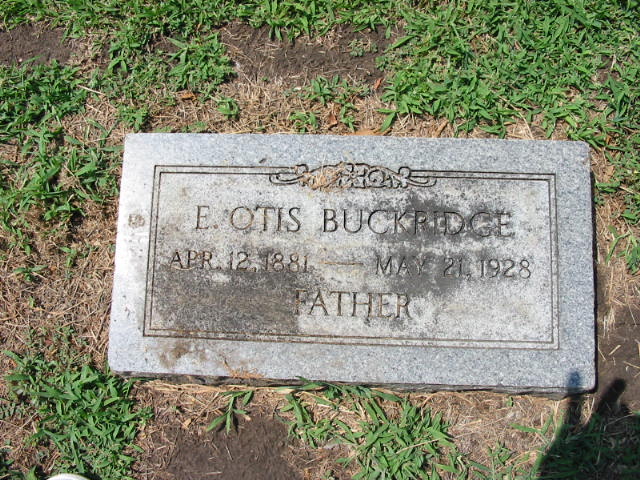 E. OTIS BUCKRIDGE
APR. 12, 1881 — MAY 21, 1928
FATHER